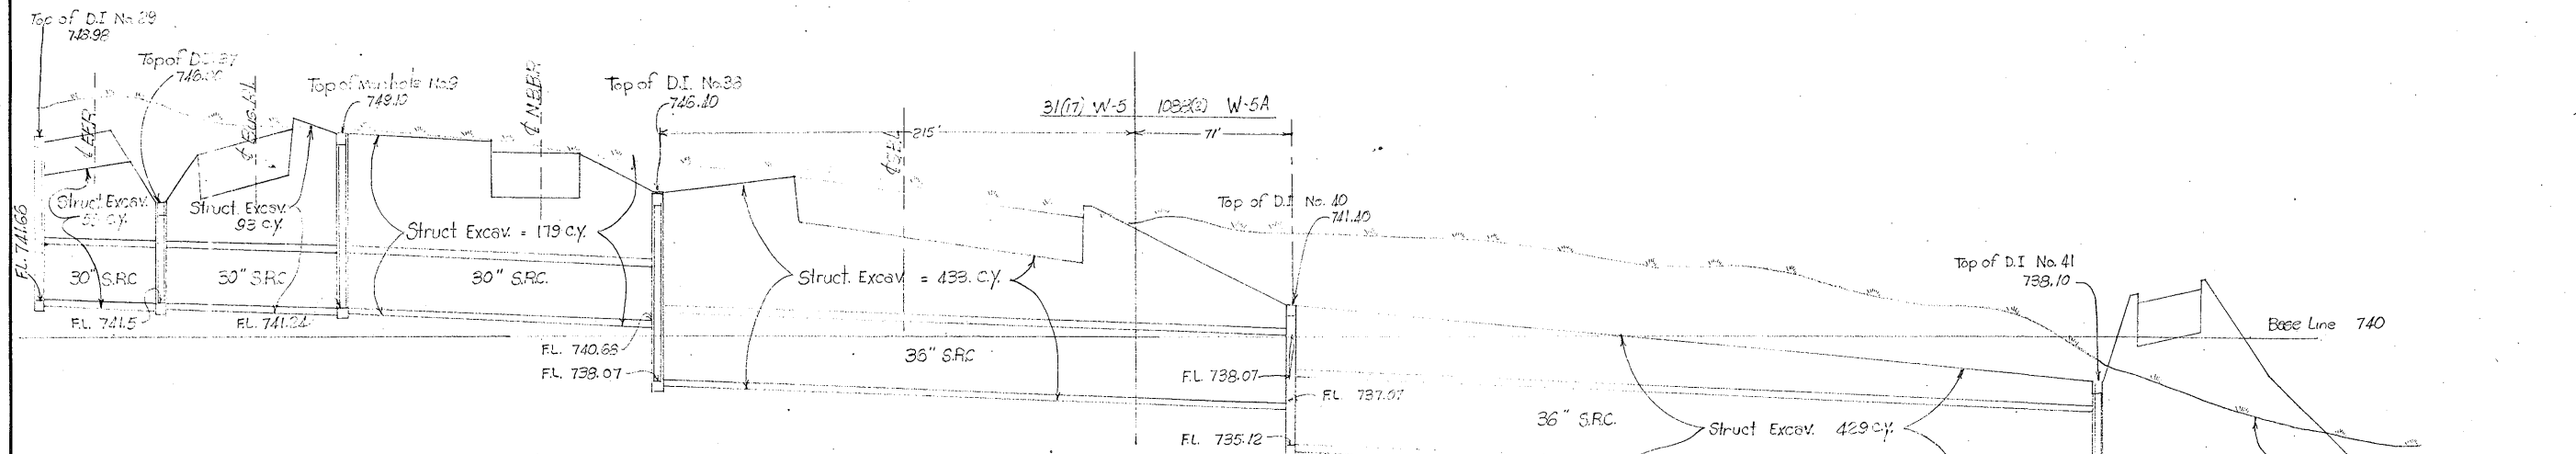 Top of D.I. No. 29
748.98
Top of D.I. 37
Top of Manhole No.9
749.10
Top of D.I. No.38
746.40
31(17) W-5
1088(2) W-5A
215'
71'
℄ N.B.B.R.
Struct. Excav.
C.Y.
Struct. Excav.
93 C.Y.
Struct Excav. = 179 C.Y.
Struct. Excav = 433. C.Y.
Top of D.I. No. 40
741.40
Top of D.I. No. 41
738.10
Base Line 740
F.L. 741.66
30" S.R.C
30" S.R.C.
30" S.R.C.
36" S.R.C
36" S.R.C.
F.L. 741.5
F.L. 741.24
F.L. 740.68
F.L. 738.07
F.L. 738.07
F.L. 737.07
F.L. 735.12
Struct Excav. 429 C.Y.